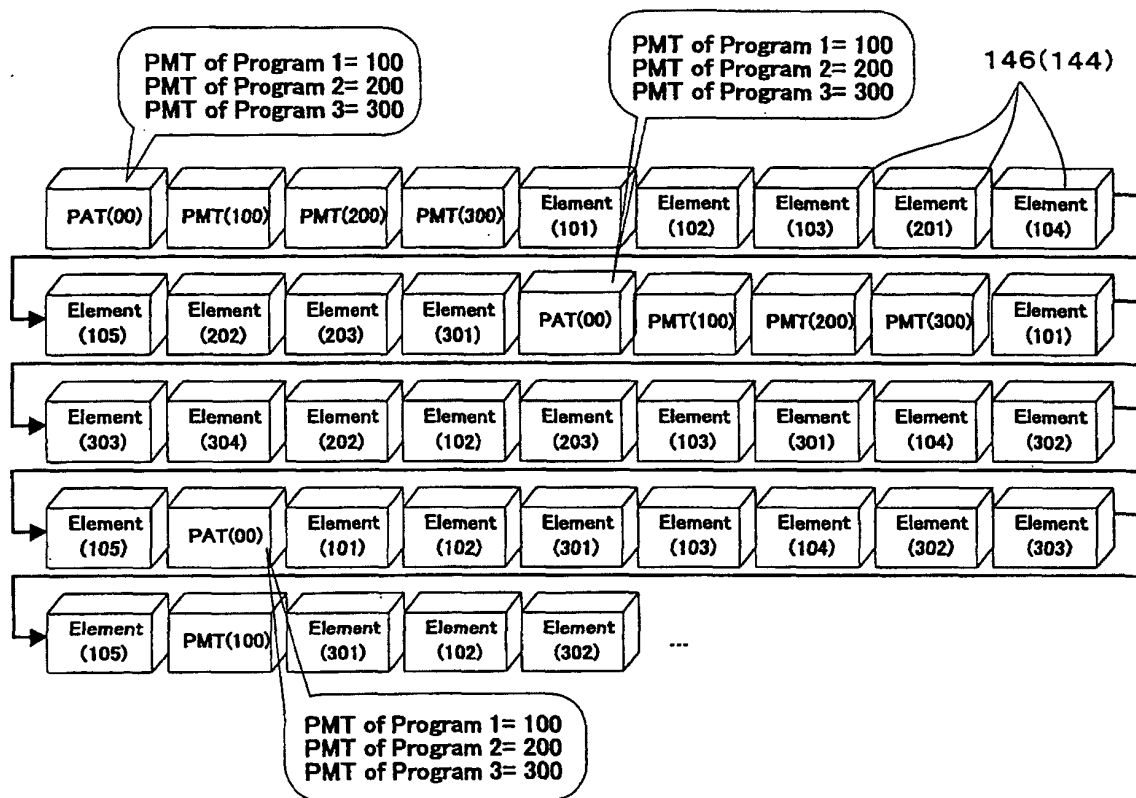 PMT of Program 1= 100
PMT of Program 2= 200
PMT of Program 3= 300
PMT of Program 1= 100
PMT of Program 2= 200
PMT of Program 3= 300
146(144)
PAT(00) PMT(100) PMT(200) PMT(300) Element (101) Element (102) Element (103) Element (201) Element (104)
Element (105) Element (202) Element (203) Element (301) PAT(00) PMT(100) PMT(200) PMT(300) Element (101)
Element (303) Element (304) Element (202) Element (102) Element (203) Element (103) Element (301) Element (104) Element (302)
Element (105) PAT(00) Element (101) Element (102) Element (301) Element (103) Element (104) Element (302) Element (303)
Element (105) PMT(100) Element (301) Element (102) Element (302) ...
PMT of Program 1= 100
PMT of Program 2= 200
PMT of Program 3= 300